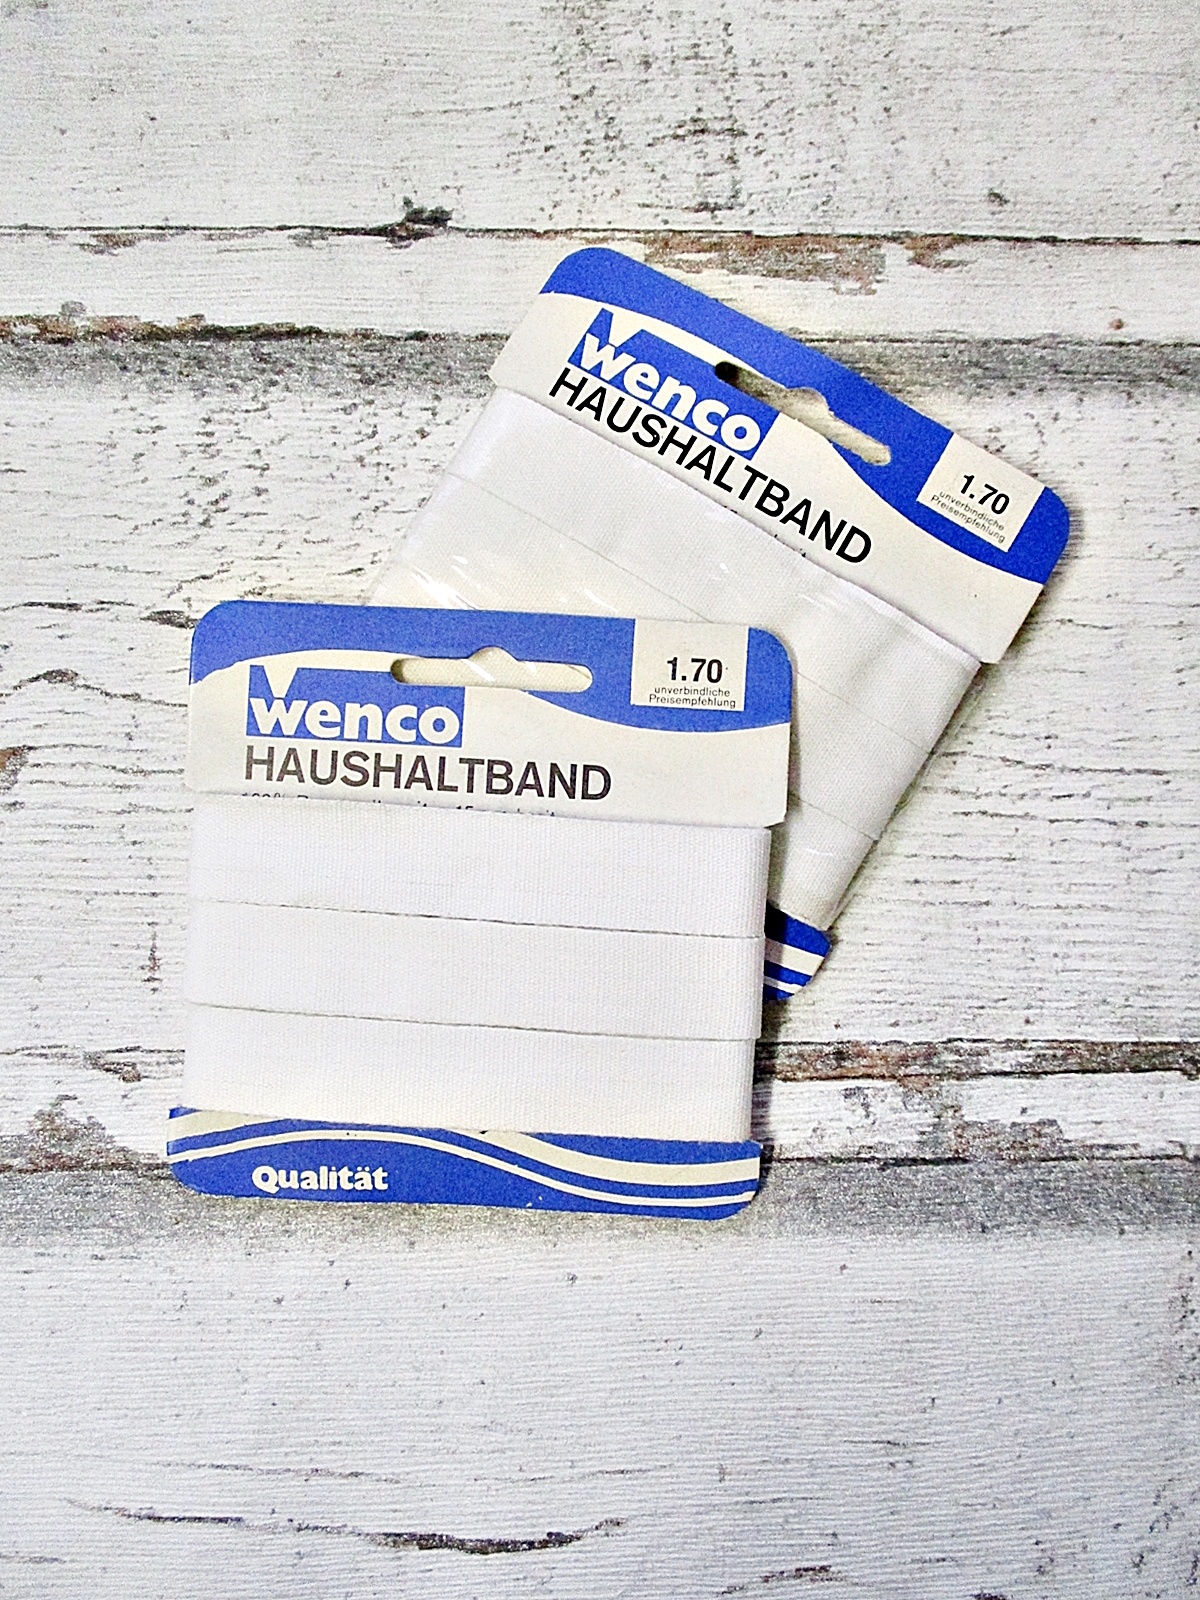 wenco
HAUSHALTBAND
1.70
unverbindliche
Preisempfehlung
1.70
unverbindliche
Preisempfehlung
wenco
HAUSHALTBAND
Qualität